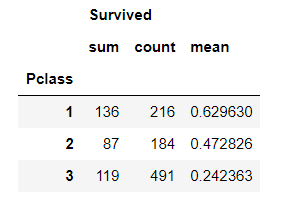 Survived
sum count mean
Pclass
1 136 216 0.629630
2 87 184 0.472826
3 119 491 0.242363